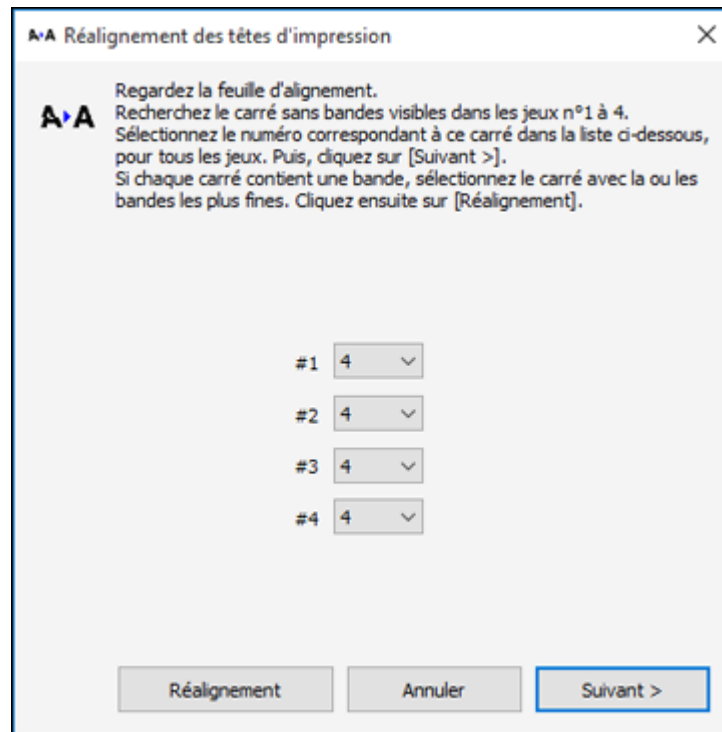 A▸A Réalignement des têtes d'impression
Regardez la feuille d'alignement.
A▸A
Recherchez le carré sans bandes visibles dans les jeux n°1 à 4.
Sélectionnez le numéro correspondant à ce carré dans la liste ci-dessous,
pour tous les jeux. Puis, cliquez sur [Suivant >].
Si chaque carré contient une bande, sélectionnez le carré avec la ou les
bandes les plus fines. Cliquez ensuite sur [Réalignement].
#1 4
#2 4
#3 4
#4 4
Réalignement Annuler Suivant >